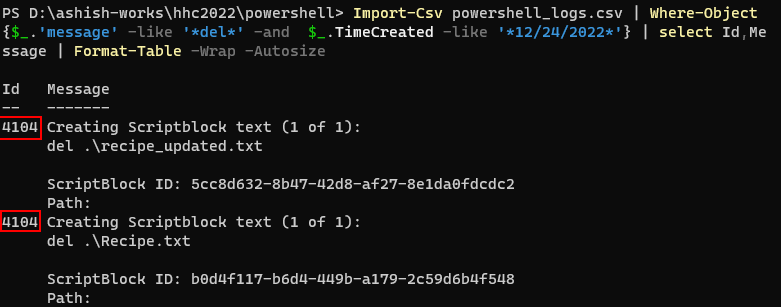 PS D:\ashish-works\hhc2022\powershell> Import-Csv powershell_logs.csv | Where-Object
{$_.'message' -like '*del*' -and  $_.TimeCreated -like '*12/24/2022*'} | select Id,Me
ssage | Format-Table -Wrap -Autosize
Id   Message
--   -------
4104 Creating Scriptblock text (1 of 1):
     del .\recipe_updated.txt
     ScriptBlock ID: 5cc8d632-8b47-42d8-af27-8e1da0fdcdc2
     Path:
4104 Creating Scriptblock text (1 of 1):
     del .\Recipe.txt
     ScriptBlock ID: b0d4f117-b6d4-449b-a179-2c59d6b4f548
     Path: